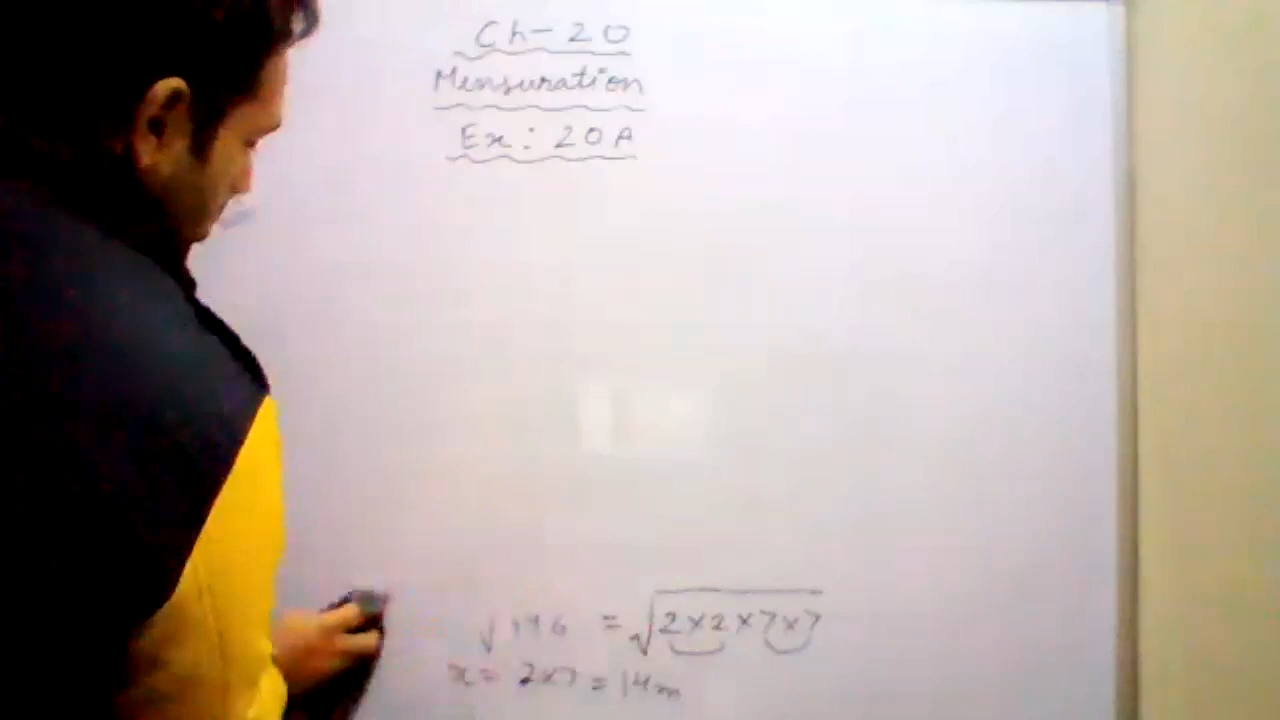 Ch-20
Mensuration
Ex: 20A
√196 = √2×2×7×7
x = 2×7 = 14m